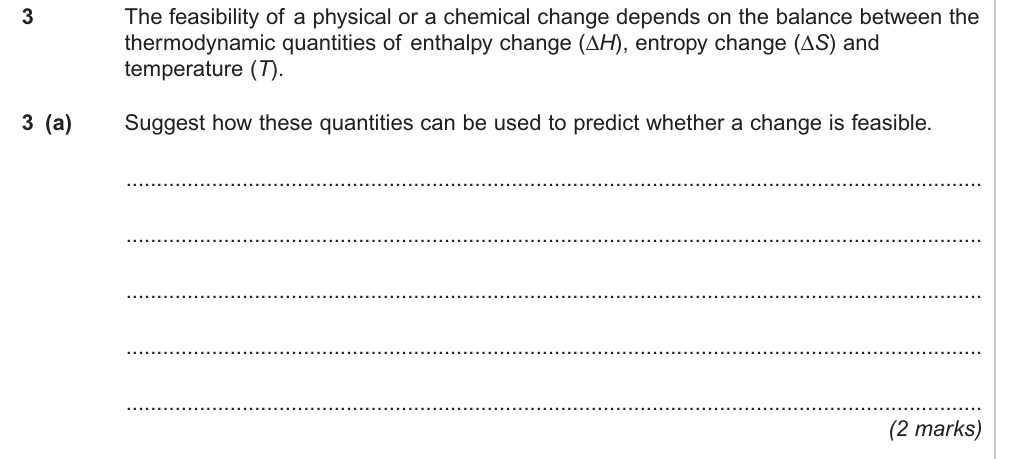 3 The feasibility of a physical or a chemical change depends on the balance between the
thermodynamic quantities of enthalpy change (ΔH), entropy change (ΔS) and
temperature (T).
3 (a) Suggest how these quantities can be used to predict whether a change is feasible.
....................................................................................................
....................................................................................................
....................................................................................................
....................................................................................................
....................................................................................................
(2 marks)